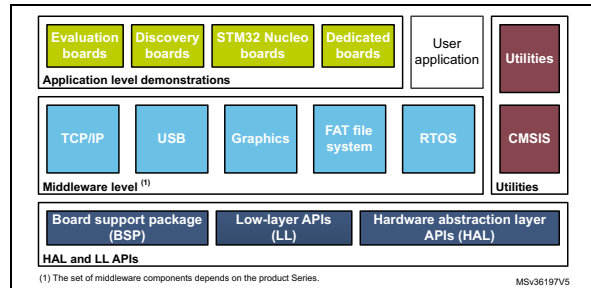 Evaluation
boards
Discovery
boards
STM32 Nucleo
boards
Dedicated
boards
Application level demonstrations
User
application
Utilities
TCP/IP
USB
Graphics
FAT file
system
RTOS
Middleware level (1)
CMSIS
Utilities
Board support package
(BSP)
Low-layer APIs
(LL)
Hardware abstraction layer
APIs (HAL)
HAL and LL APIs
(1) The set of middleware components depends on the product Series.
MSv36197V5